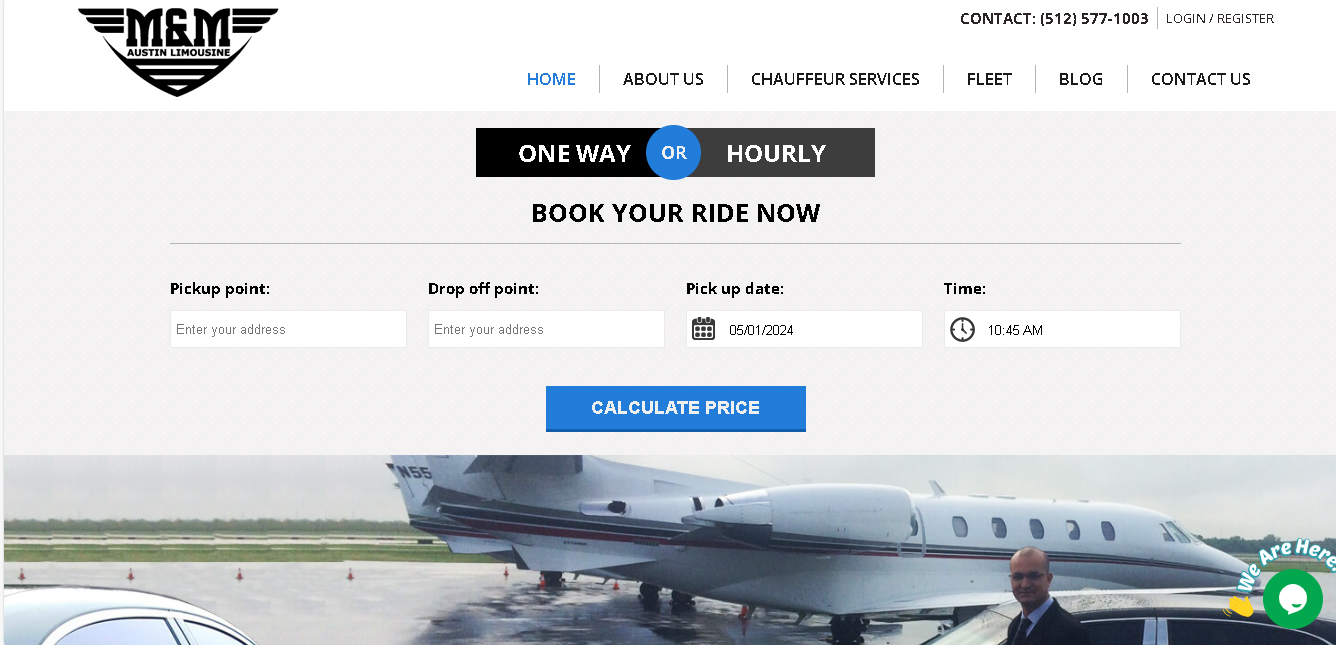 M&M
AUSTIN LIMOUSINE
CONTACT: (512) 577-1003
LOGIN / REGISTER
HOME
ABOUT US
CHAUFFEUR SERVICES
FLEET
BLOG
CONTACT US
ONE WAY OR HOURLY
BOOK YOUR RIDE NOW
Pickup point:
Drop off point:
Pick up date:
Time:
Enter your address
Enter your address
05/01/2024
10:45 AM
CALCULATE PRICE
N55
We Are Here!